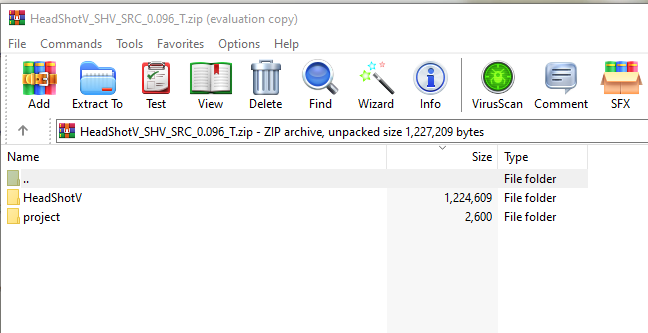 HeadShotV_SHV_SRC_0.096_T.zip (evaluation copy)
File Commands Tools Favorites Options Help
Add Extract To Test View Delete Find Wizard Info VirusScan Comment SFX
HeadShotV_SHV_SRC_0.096_T.zip - ZIP archive, unpacked size 1,227,209 bytes
Name Size Type
.. File folder
HeadShotV 1,224,609 File folder
project 2,600 File folder